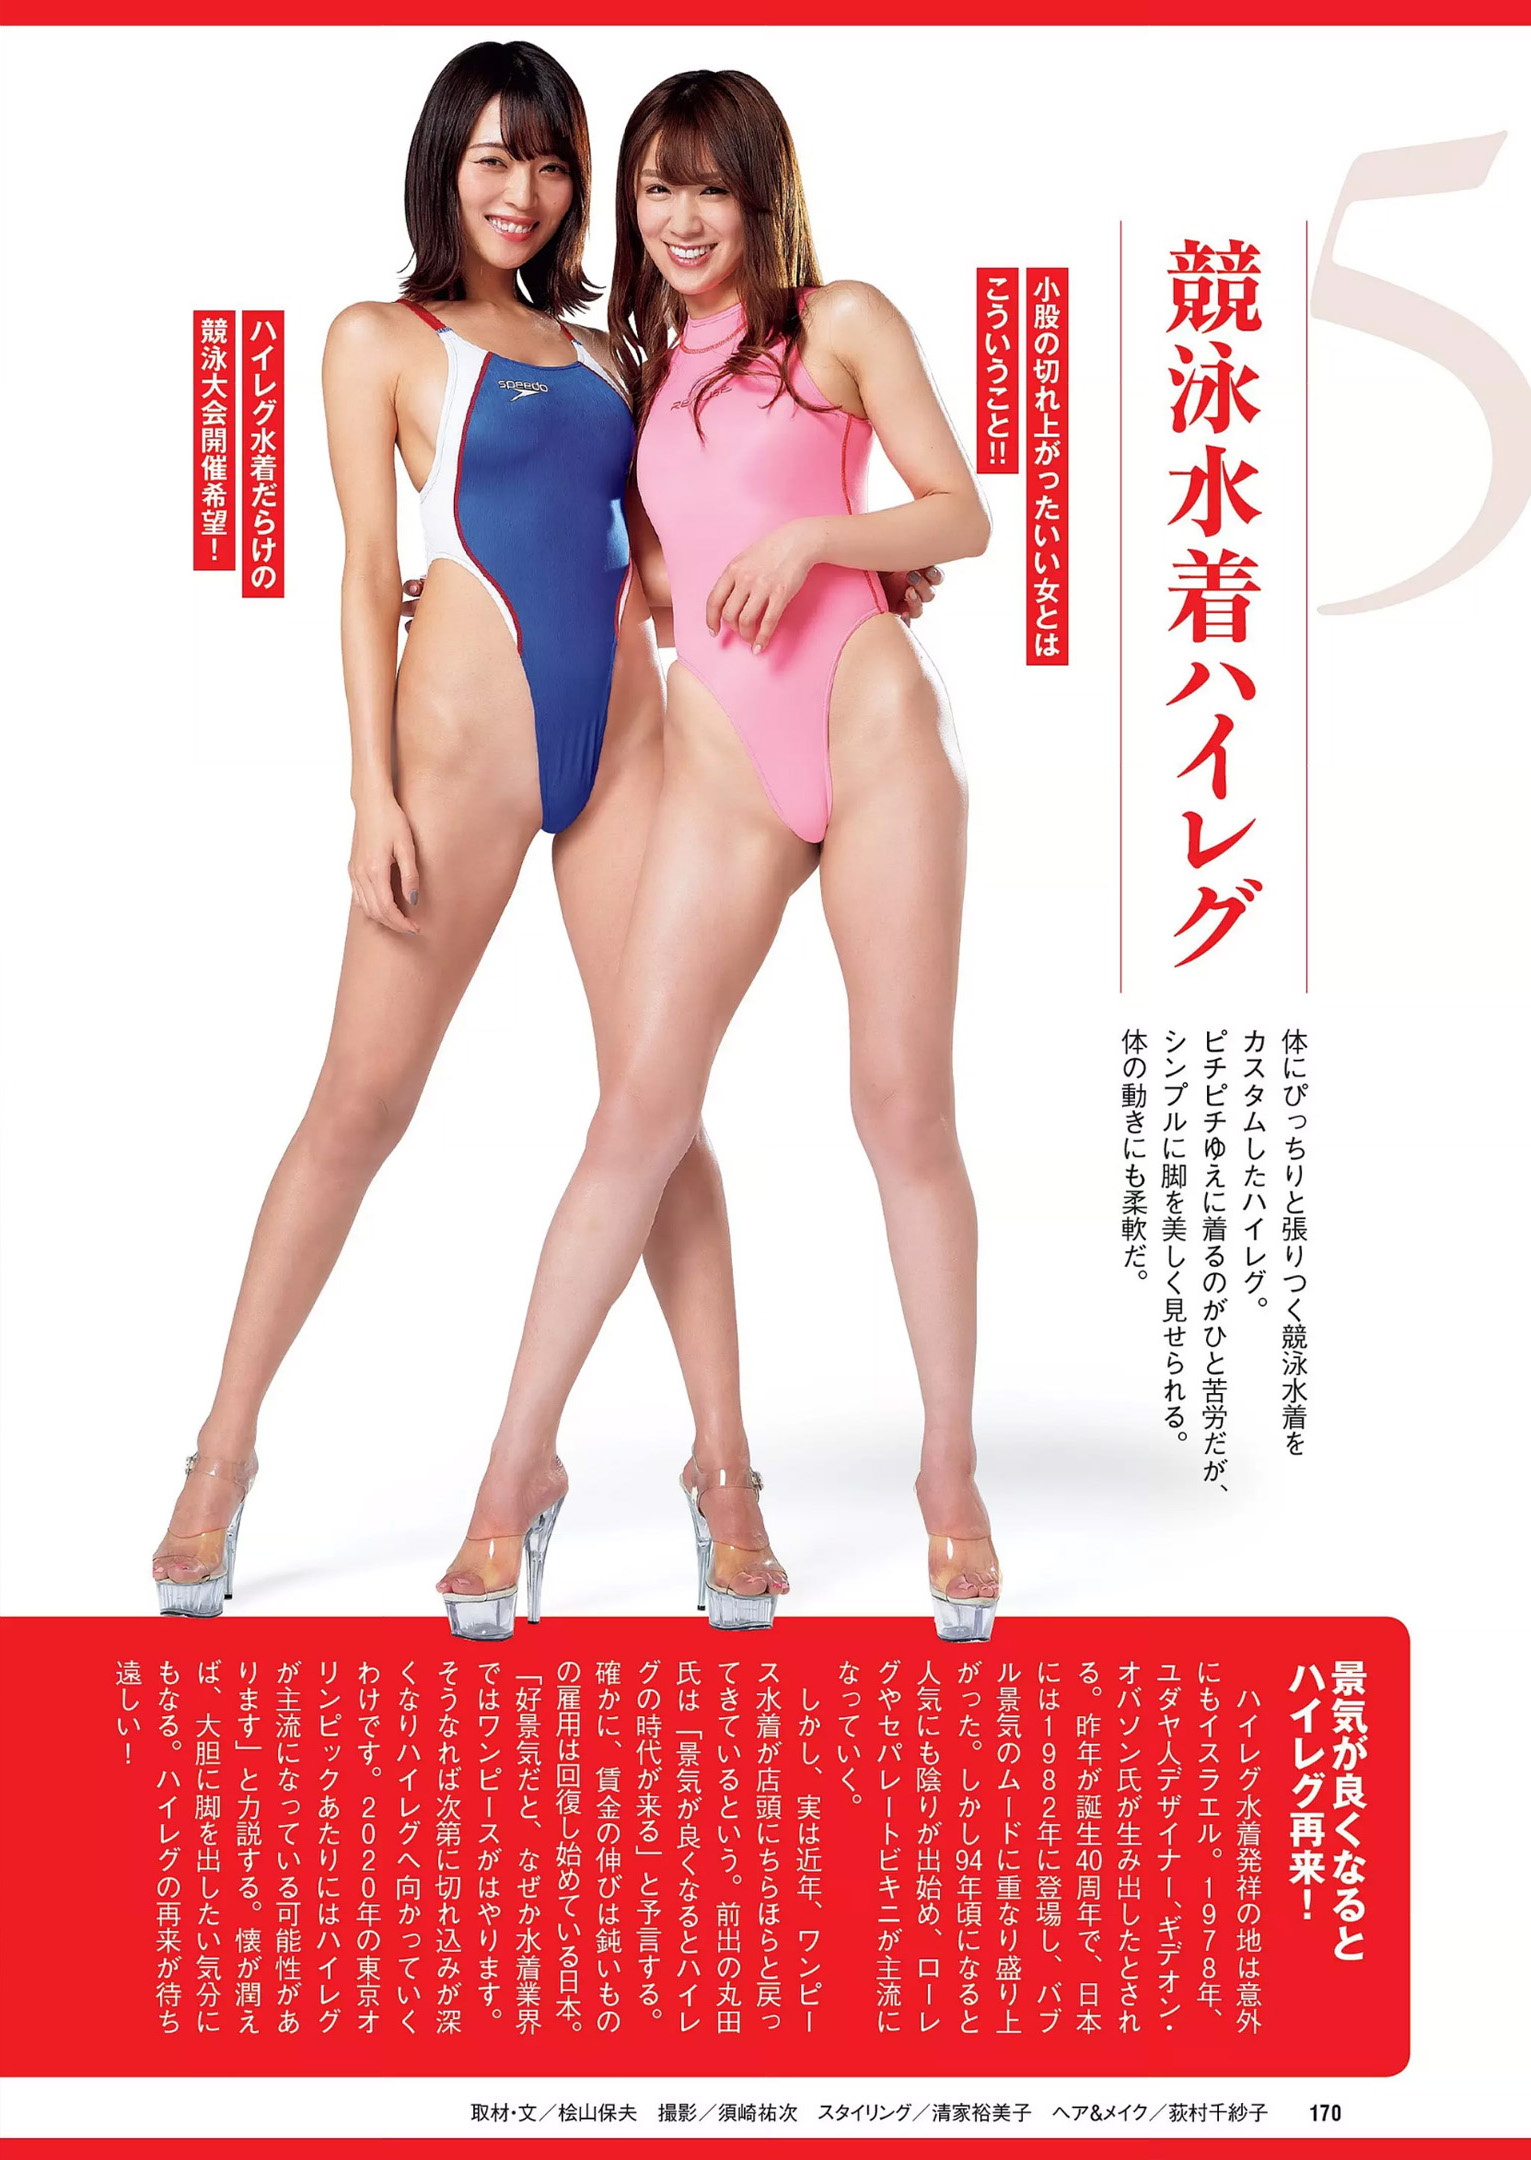 5
競泳水着ハイレグ
体にぴっちりと張りつく競泳水着を
カスタムしたハイレグ。
ピチピチゆえに着るのがひと苦労だが、
シンプルに脚を美しく見せられる。
体の動きにも柔軟だ。
小股の切れ上がったいい女とは
こういうこと!!
ハイレグ水着だらけの
競泳大会開催希望!
speedo
景気が良くなると
ハイレグ再来!
ハイレグ水着発祥の地は意外
にもイスラエル。1978年、
ユダヤ人デザイナー、ギデオン・
オバソン氏が生み出したとされ
る。昨年が誕生40周年で、日本
には1982年に登場し、バブ
ル景気のムードに重なり盛り上
がった。しかし94年頃になると
人気にも陰りが出始め、ローレ
グやセパレートビキニが主流に
なっていく。
しかし、実は近年、ワンピー
ス水着が店頭にちらほらと戻っ
てきているという。前出の丸田
氏は「景気が良くなるとハイレ
グの時代が来る」と予言する。
確かに、賃金の伸びは鈍いもの
の雇用は回復し始めている日本。
「好景気だと、なぜか水着業界
ではワンピースがはやります。
そうなれば次第に切れ込みが深
くなりハイレグへ向かっていく
わけです。2020年の東京オ
リンピックあたりにはハイレグ
が主流になっている可能性があ
ります」と力説する。懐が潤え
ば、大胆に脚を出したい気分に
もなる。ハイレグの再来が待ち
遠しい!
取材・文／桧山保夫　撮影／須崎祐次　スタイリング／清家裕美子　ヘア&メイク／荻村千紗子　170